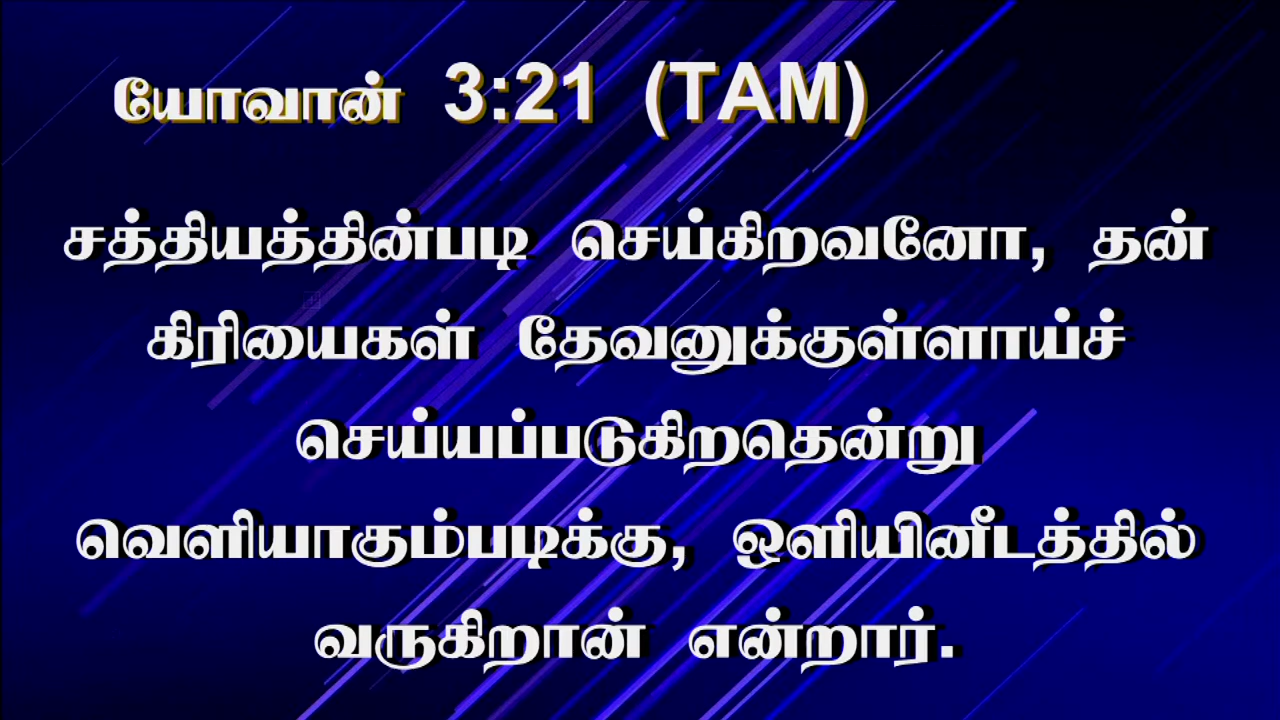 யோவான் 3:21 (TAM)
சத்தியத்தின்படி செய்கிறவனோ, தன்
கிரியைகள் தேவனுக்குள்ளாய்ச்
செய்யப்படுகிறதென்று
வெளியாகும்படிக்கு, ஒளியினீடத்தில்
வருகிறான் என்றார்.